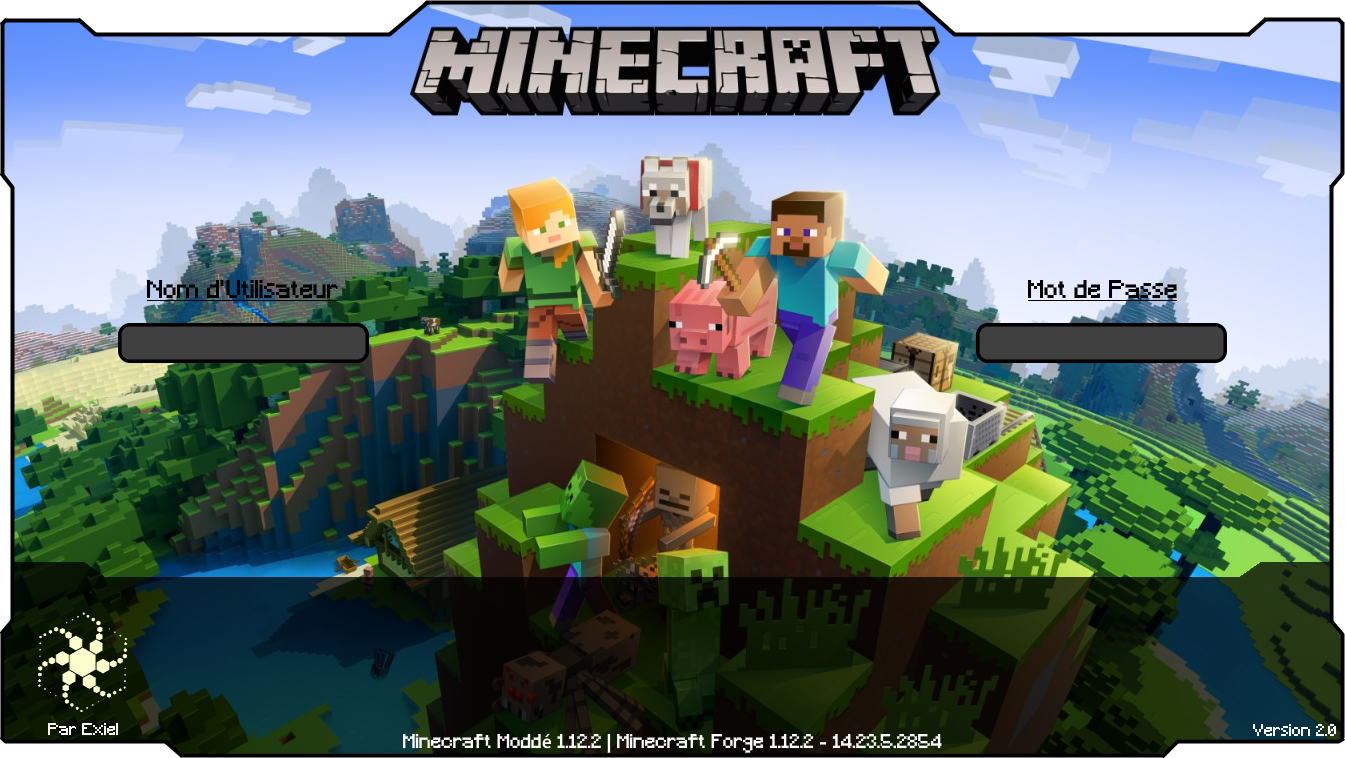 MINECRAFT
Nom d'Utilisateur
Mot de Passe
Par Exiel
Version 2.0
Minecraft Moddé 1.12.2 | Minecraft Forge 1.12.2 - 14.23.5.2854